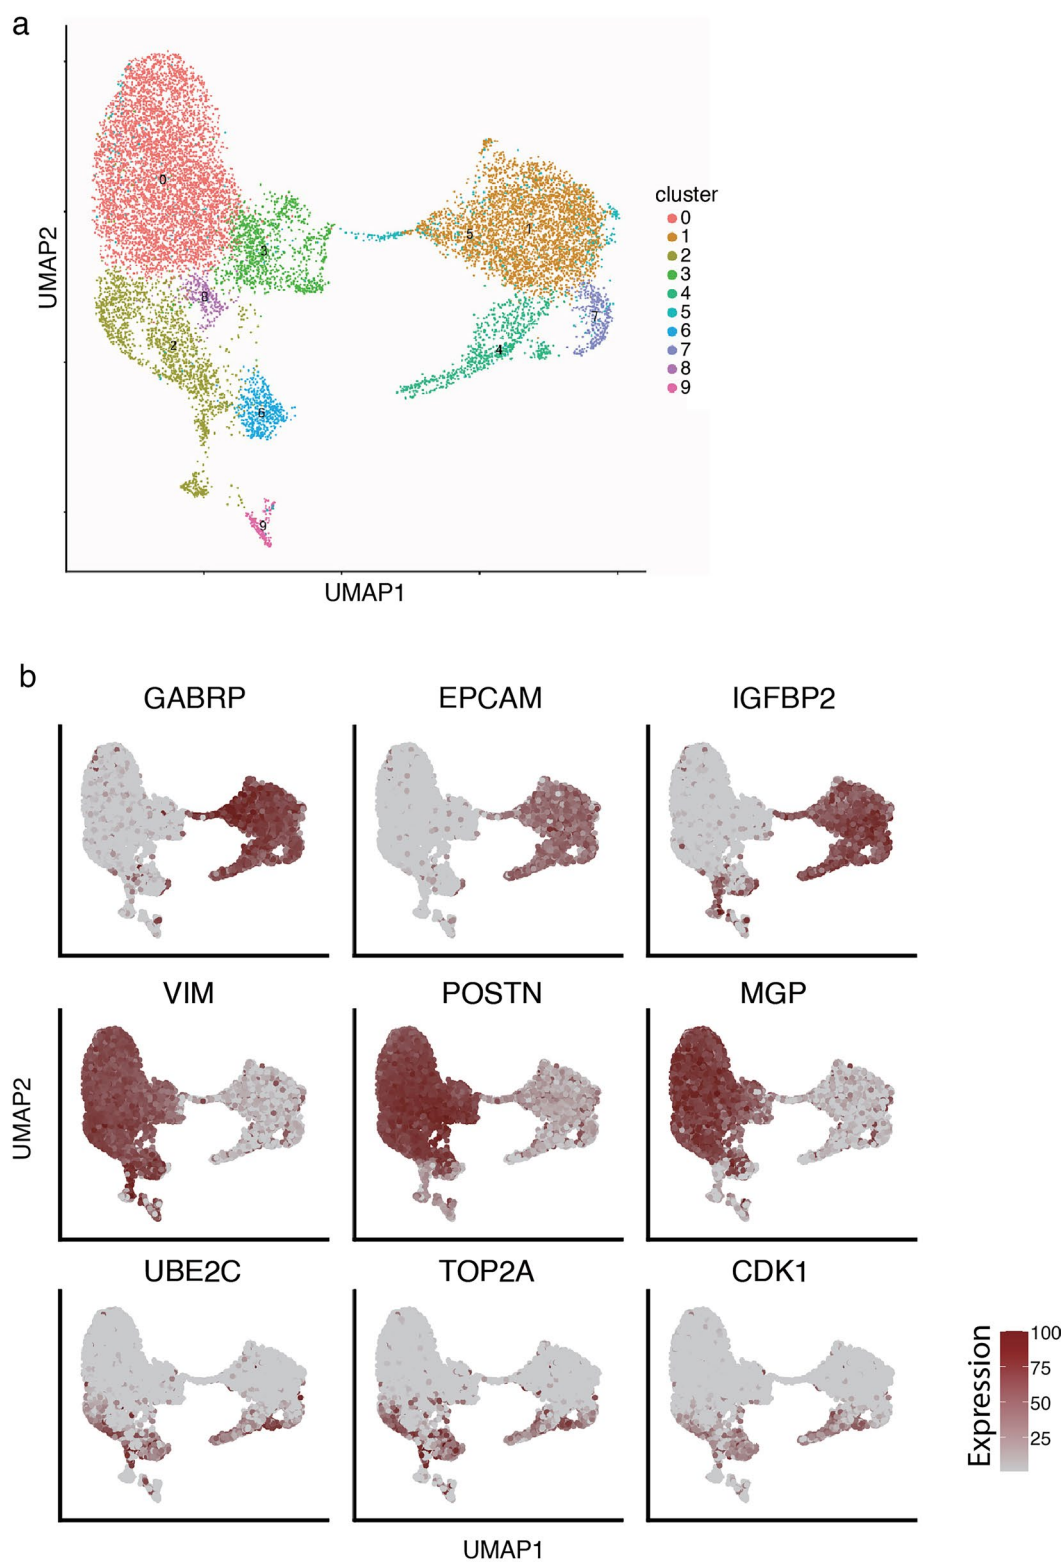 a
UMAP2
UMAP1
0
1
2
3
4
5
6
7
8
9
cluster
0
1
2
3
4
5
6
7
8
9
b
GABRP EPCAM IGFBP2
VIM POSTN MGP
UMAP2
UBE2C TOP2A CDK1
UMAP1
Expression
100
75
50
25